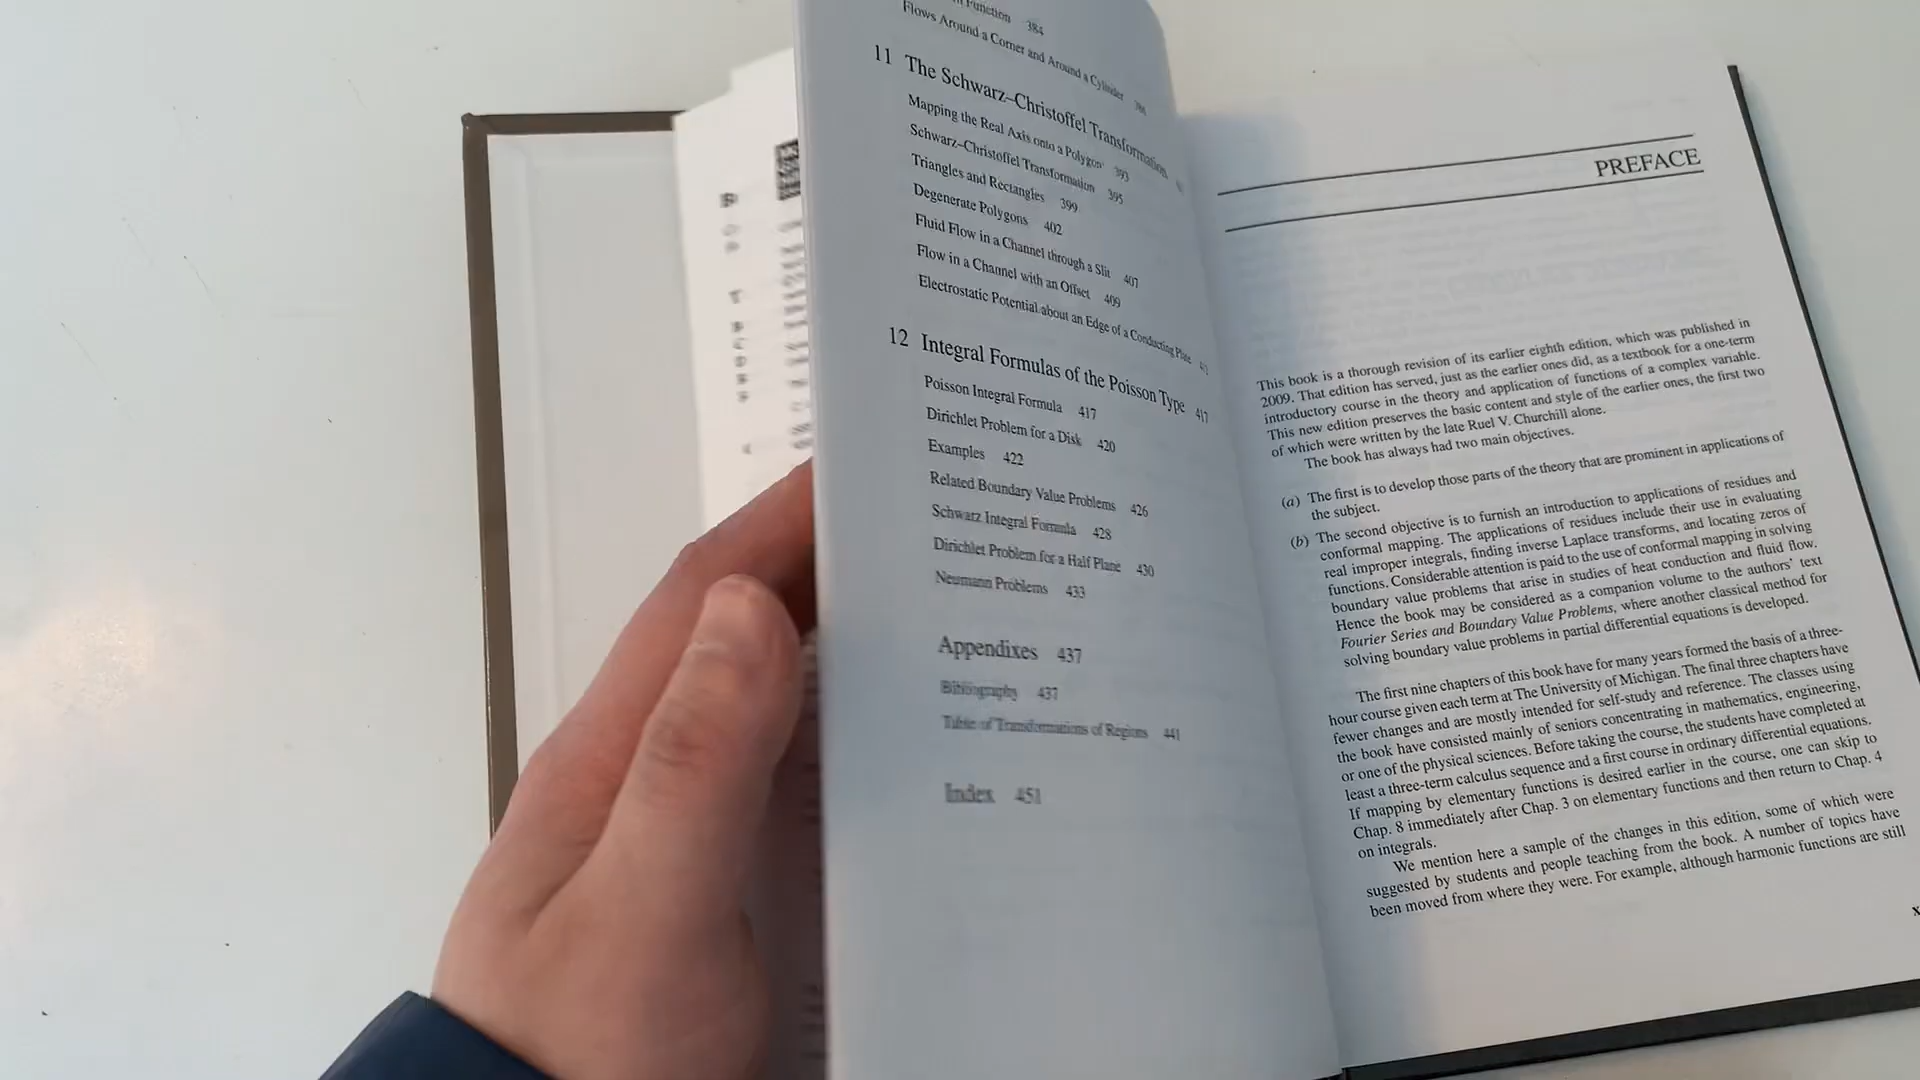 Function 384
Flows Around a Corner and Around a Cylinder
11 The Schwarz–Christoffel Transformation
Mapping the Real Axis onto a Polygon 393
Schwarz–Christoffel Transformation 395
Triangles and Rectangles 399
Degenerate Polygons 402
Fluid Flow in a Channel through a Slit 407
Flow in a Channel with an Offset 409
Electrostatic Potential about an Edge of a Conducting Plate
12 Integral Formulas of the Poisson Type 417
Poisson Integral Formula 417
Dirichlet Problem for a Disk 420
Examples 422
Related Boundary Value Problems 426
Schwarz Integral Formula 428
Dirichlet Problem for a Half Plane 430
Neumann Problems 433
Appendixes 437
Bibliography 437
Table of Transformations of Regions 441
Index 451
PREFACE
This book is a thorough revision of its earlier eighth edition, which was published in
2009. That edition has served, just as the earlier ones did, as a textbook for a one-term
introductory course in the theory and application of functions of a complex variable.
This new edition preserves the basic content and style of the earlier ones, the first two
of which were written by the late Ruel V. Churchill alone.
The book has always had two main objectives.
(a) The first is to develop those parts of the theory that are prominent in applications of
the subject.
(b) The second objective is to furnish an introduction to applications of residues and
conformal mapping. The applications of residues include their use in evaluating
real improper integrals, finding inverse Laplace transforms, and locating zeros of
functions. Considerable attention is paid to the use of conformal mapping in solving
boundary value problems that arise in studies of heat conduction and fluid flow.
Hence the book may be considered as a companion volume to the authors' text
Fourier Series and Boundary Value Problems, where another classical method for
solving boundary value problems in partial differential equations is developed.
The first nine chapters of this book have for many years formed the basis of a three-
hour course given each term at The University of Michigan. The final three chapters have
fewer changes and are mostly intended for self-study and reference. The classes using
the book have consisted mainly of seniors concentrating in mathematics, engineering,
or one of the physical sciences. Before taking the course, the students have completed at
least a three-term calculus sequence and a first course in ordinary differential equations.
If mapping by elementary functions is desired earlier in the course, one can skip to
Chap. 8 immediately after Chap. 3 on elementary functions and then return to Chap. 4
on integrals.
We mention here a sample of the changes in this edition, some of which were
suggested by students and people teaching from the book. A number of topics have
been moved from where they were. For example, although harmonic functions are still